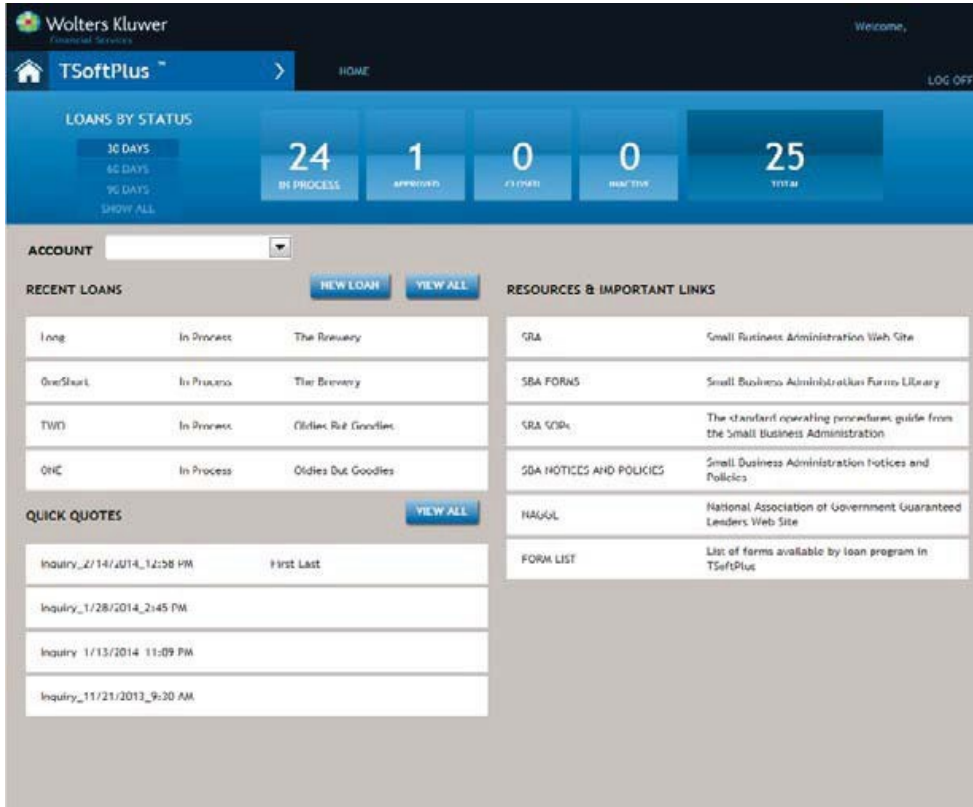 Wolters Kluwer
Financial Services
Welcome,
TSoftPlus ™
HOME
LOG OFF
LOANS BY STATUS
30 DAYS
60 DAYS
90 DAYS
SHOW ALL
24
IN PROCESS
1
APPROVED
0
CLOSED
0
INACTIVE
25
TOTAL
ACCOUNT
RECENT LOANS
NEW LOAN
VIEW ALL
Long In Process The Brewery
OneShort In Process The Brewery
TWO In Process Oldies But Goodies
ONE In Process Oldies But Goodies
QUICK QUOTES
VIEW ALL
Inquiry_2/14/2014_12:58 PM First Last
Inquiry_1/28/2014_2:45 PM
Inquiry_1/13/2014_11:09 PM
Inquiry_11/21/2013_9:30 AM
RESOURCES & IMPORTANT LINKS
SBA Small Business Administration Web Site
SBA FORMS Small Business Administration Forms Library
SBA SOPs The standard operating procedures guide from
the Small Business Administration
SBA NOTICES AND POLICIES Small Business Administration Notices and
Policies
NAGGL National Association of Government Guaranteed
Lenders Web Site
FORM LIST List of forms available by loan program in
TSoftPlus